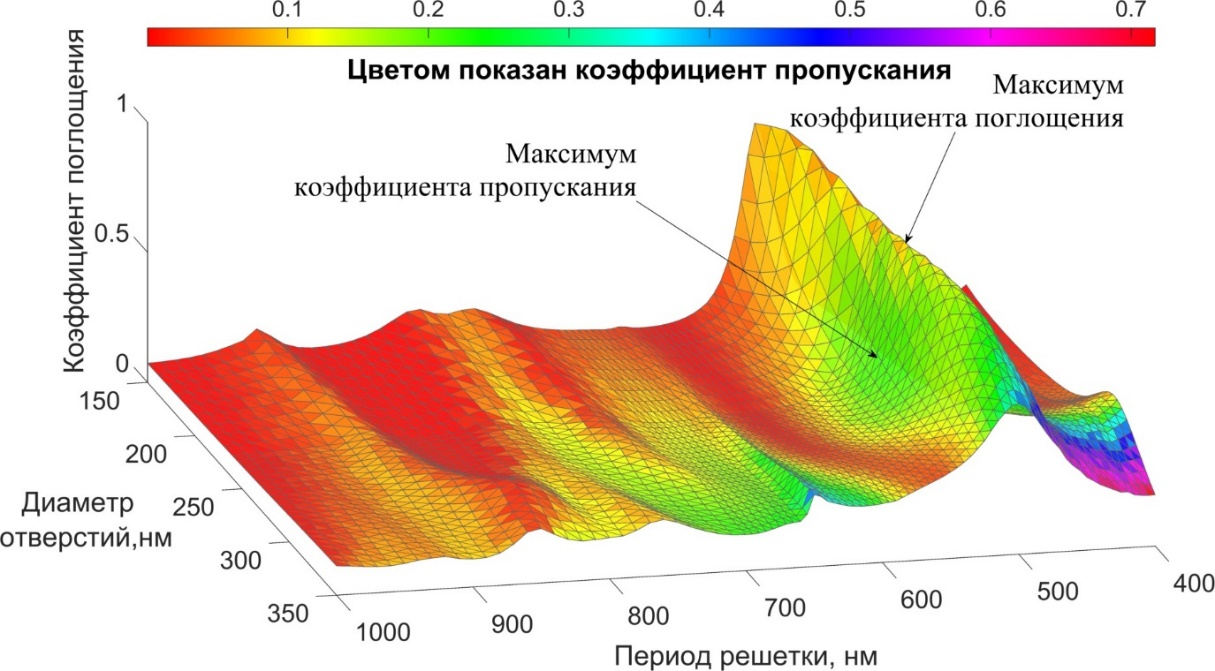 0.1 0.2 0.3 0.4 0.5 0.6 0.7
Цветом показан коэффициент пропускания
Максимум
коэффициента поглощения
Максимум
коэффициента пропускания
Коэффициент поглощения
1
0.5
0
150
200
250
300
350
Диаметр
отверстий,нм
1000 900 800 700 600 500 400
Период решетки, нм